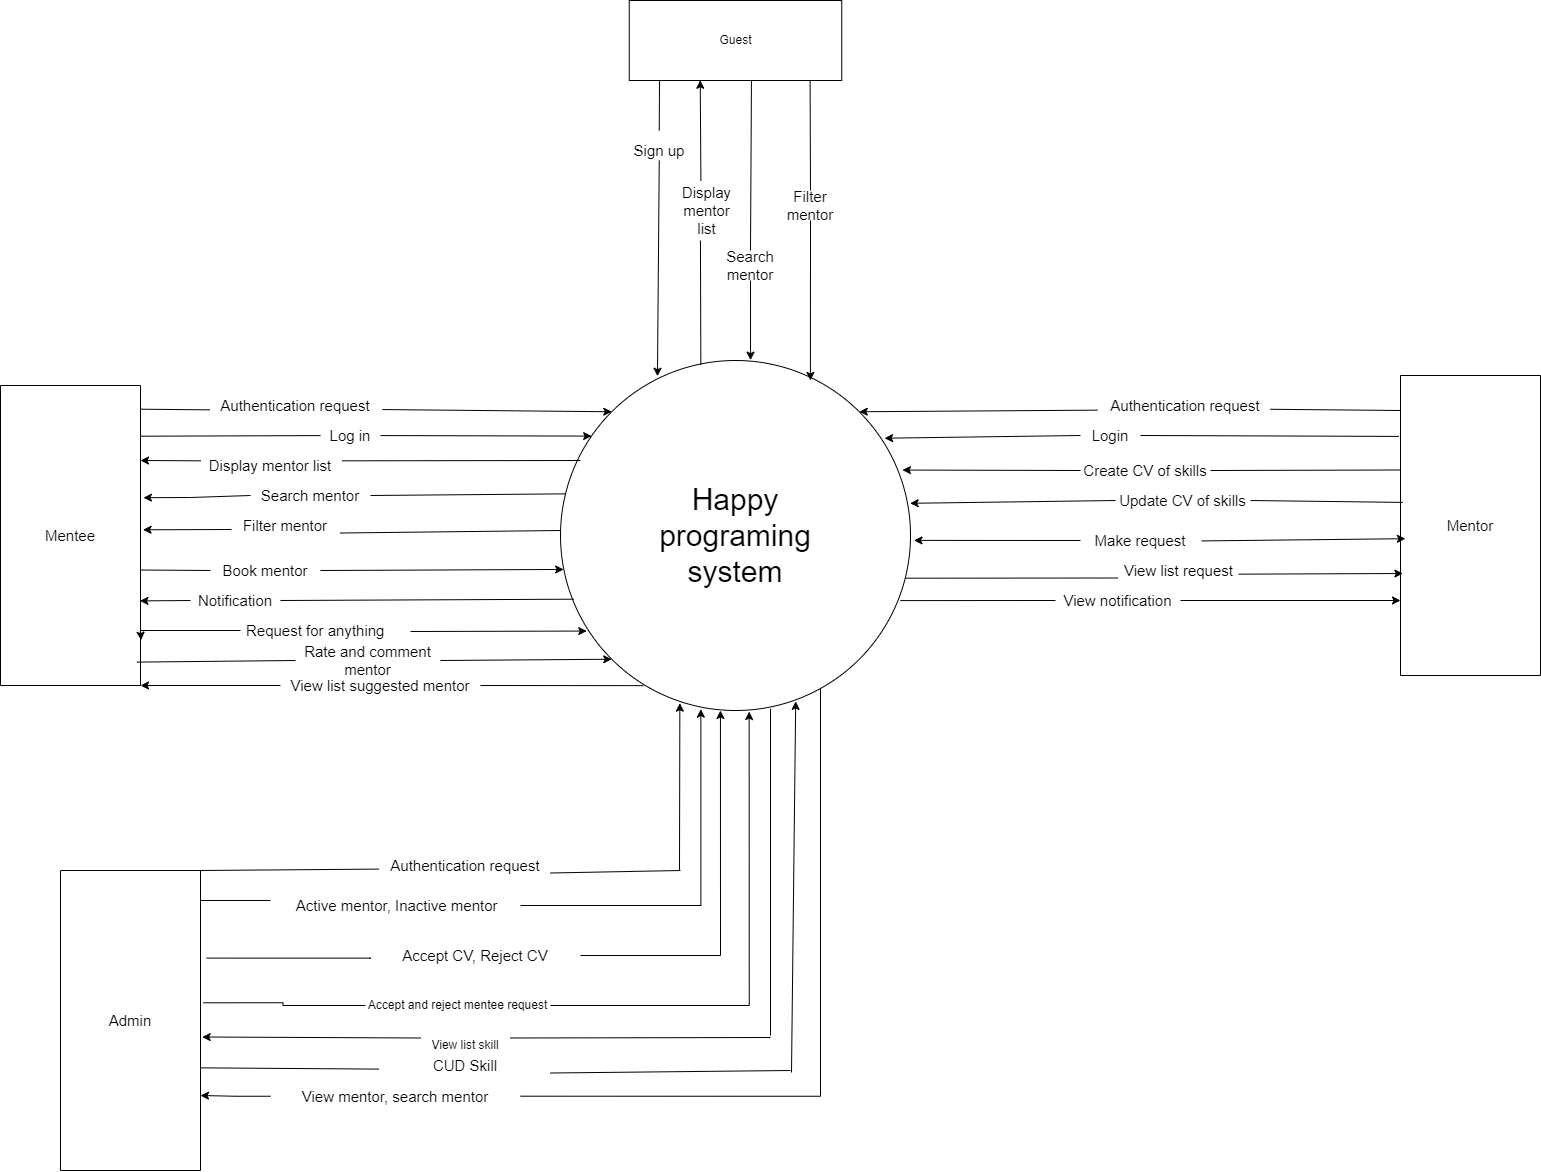 Guest
Sign up
Display
mentor
list
Filter
mentor
Search
mentor
Happy
programing
system
Mentee
Authentication request
Log in
Display mentor list
Search mentor
Filter mentor
Book mentor
Notification
Request for anything
Rate and comment
mentor
View list suggested mentor
Authentication request
Login
Create CV of skills
Update CV of skills
Make request
View list request
View notification
Mentor
Admin
Authentication request
Active mentor, Inactive mentor
Accept CV, Reject CV
Accept and reject mentee request
View list skill
CUD Skill
View mentor, search mentor